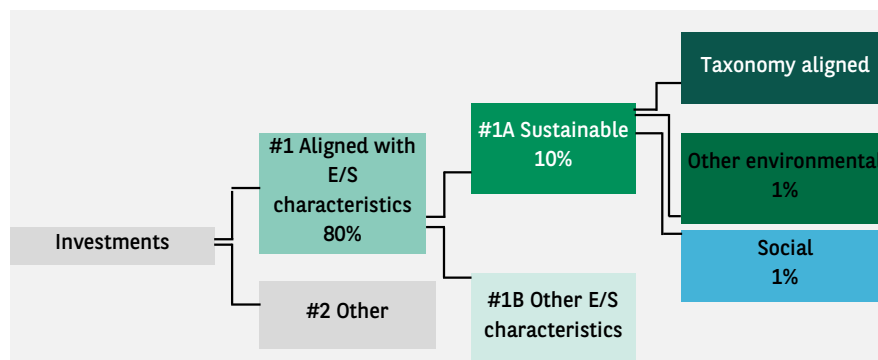 Investments
#1 Aligned with
E/S
characteristics
80%
#2 Other
#1A Sustainable
10%
#1B Other E/S
characteristics
Taxonomy aligned
Other environmental
1%
Social
1%